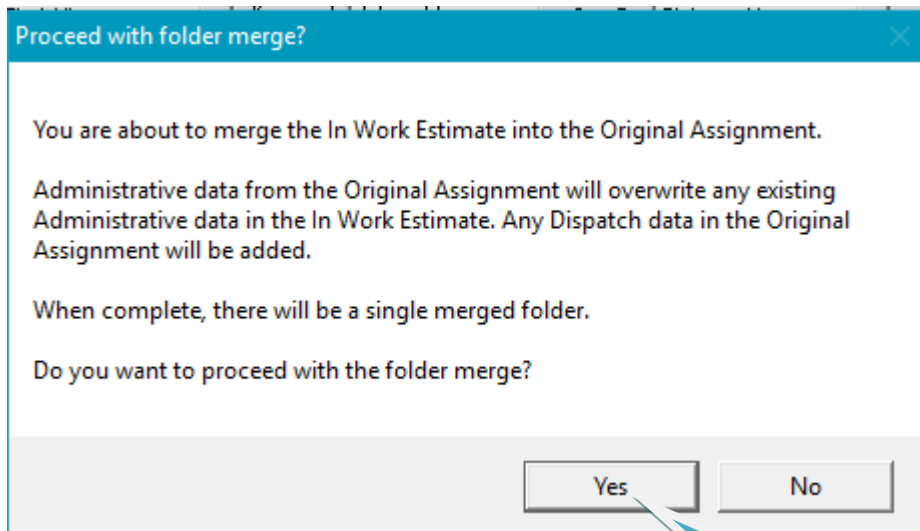 Proceed with folder merge?
You are about to merge the In Work Estimate into the Original Assignment.
Administrative data from the Original Assignment will overwrite any existing
Administrative data in the In Work Estimate. Any Dispatch data in the Original
Assignment will be added.
When complete, there will be a single merged folder.
Do you want to proceed with the folder merge?
Yes
No